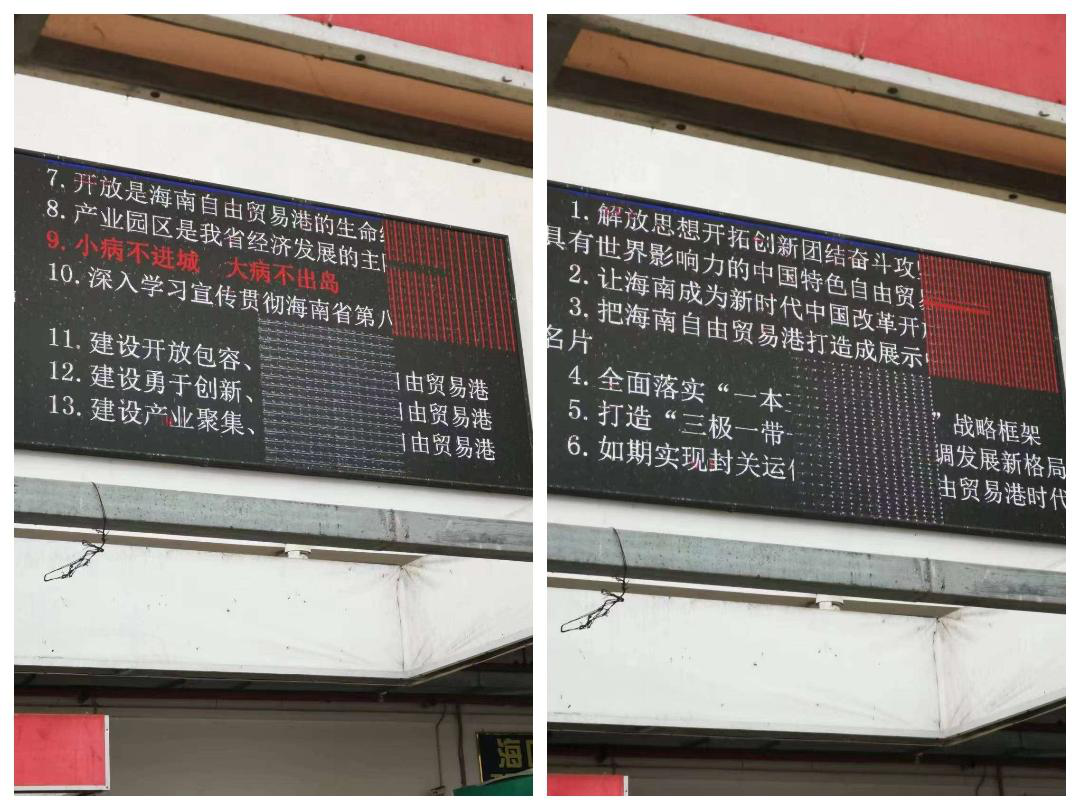 7. 开放是海南自由贸易港的生命
8. 产业园区是我省经济发展的主
9. 小病不进城 大病不出岛
10. 深入学习宣传贯彻海南省第八
11. 建设开放包容、
12. 建设勇于创新、 由贸易港
13. 建设产业聚集、 由贸易港
由贸易港
海
1. 解放思想开拓创新团结奋斗攻
具有世界影响力的中国特色自由贸
2. 让海南成为新时代中国改革开
3. 把海南自由贸易港打造成展示
名片
4. 全面落实“一本
5. 打造“三极一带一 ”战略框架
6. 如期实现封关运 调发展新格局
由贸易港时代